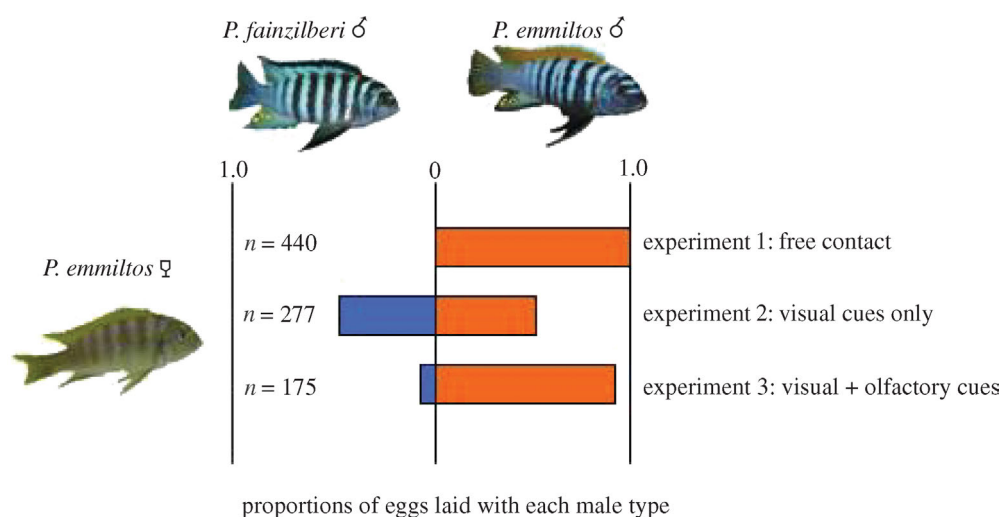 P. fainzilberi ♂ P. emmiltos ♂
1.0 0 1.0
n = 440 experiment 1: free contact
P. emmiltos ♀
n = 277 experiment 2: visual cues only
n = 175 experiment 3: visual + olfactory cues
proportions of eggs laid with each male type